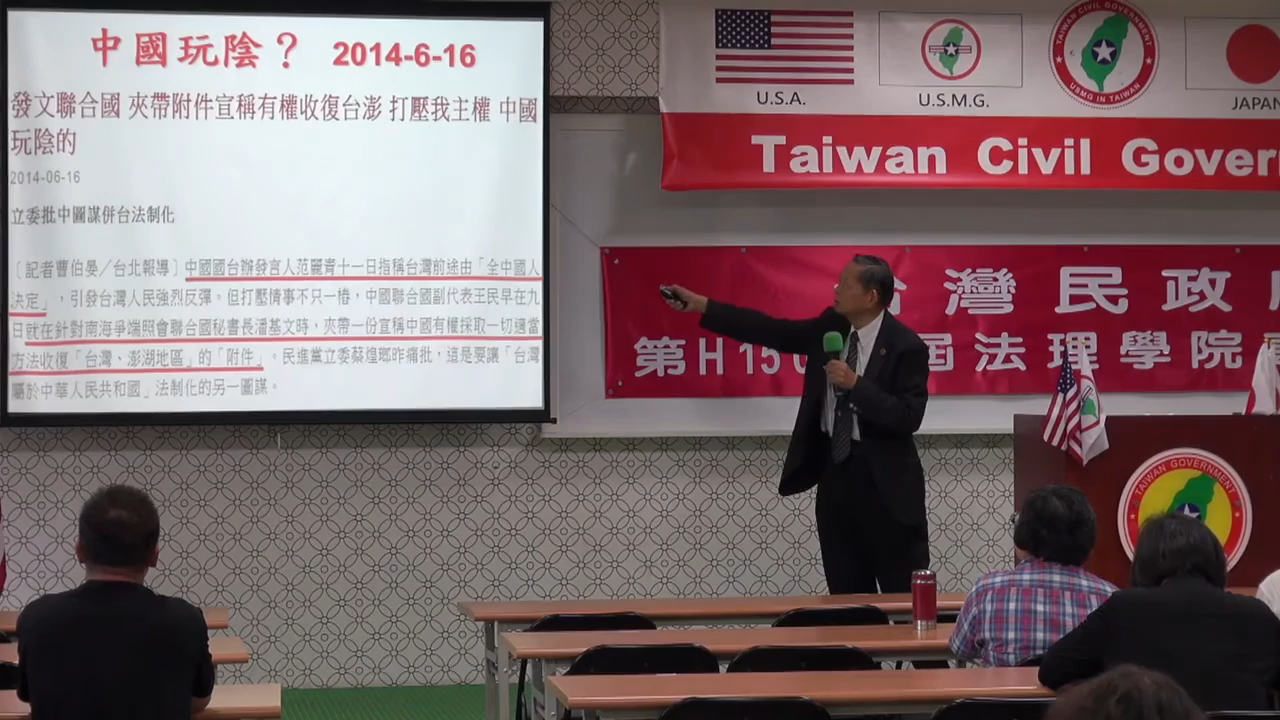 中國玩陰？ 2014-6-16
發文聯合國 夾帶附件宣稱有權收復台澎 打壓我主權 中國
玩陰的
2014-06-16
立委批中圖謀併台法制化
〔記者曹伯晏／台北報導〕中國國台辦發言人范麗青十一日指稱台灣前途由「全中國人
決定」，引發台灣人民強烈反彈。但打壓情事不只一樁，中國聯合國副代表王民早在九
日就在針對南海爭端照會聯合國秘書長潘基文時，夾帶一份宣稱中國有權採取一切適當
方法收復「台灣、澎湖地區」的「附件」。民進黨立委蔡煌瑯昨痛批，這是要讓「台灣
屬於中華人民共和國」法制化的另一圖謀。
U.S.A.
U.S.M.G.
TAIWAN CIVIL GOVERNMENT
USMG IN TAIWAN
JAPAN
Taiwan Civil Govern
台灣民政
第H15 屆法理學院
TAIWAN GOVERNMENT